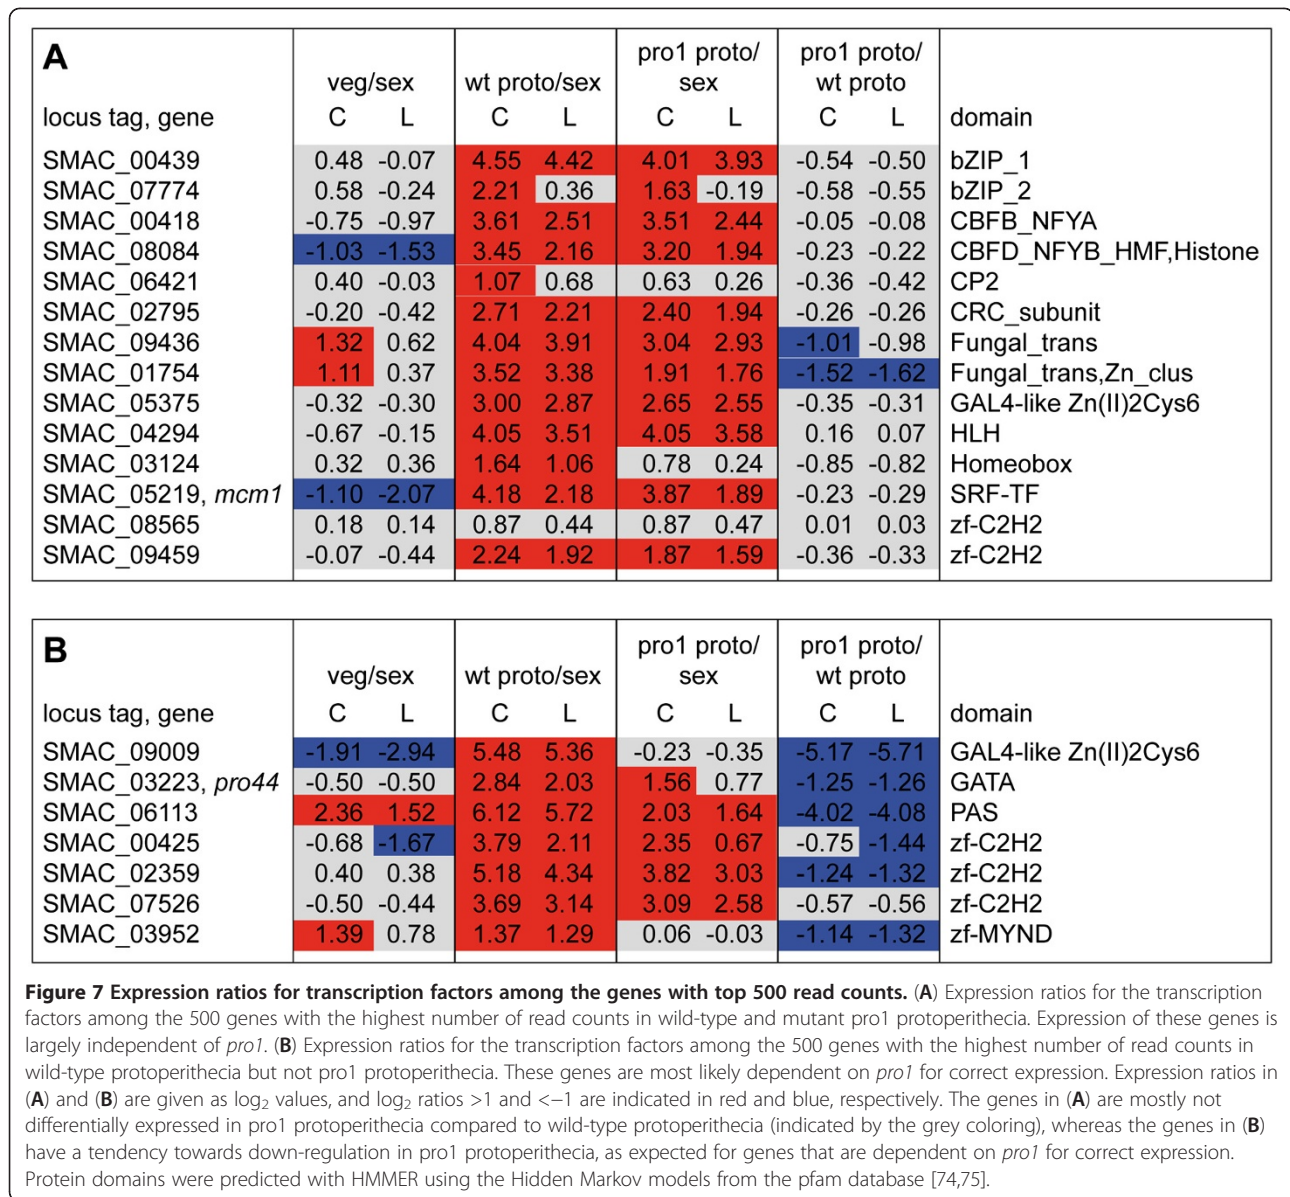 A
veg/sex wt proto/sex pro1 proto/ sex pro1 proto/ wt proto
locus tag, gene C L C L C L C L domain
SMAC_00439 0.48 -0.07 4.55 4.42 4.01 3.93 -0.54 -0.50 bZIP_1
SMAC_07774 0.58 -0.24 2.21 0.36 1.63 -0.19 -0.58 -0.55 bZIP_2
SMAC_00418 -0.75 -0.97 3.61 2.51 3.51 2.44 -0.05 -0.08 CBFB_NFYA
SMAC_08084 -1.03 -1.53 3.45 2.16 3.20 1.94 -0.23 -0.22 CBFD_NFYB_HMF,Histone
SMAC_06421 0.40 -0.03 1.07 0.68 0.63 0.26 -0.36 -0.42 CP2
SMAC_02795 -0.20 -0.42 2.71 2.21 2.40 1.94 -0.26 -0.26 CRC_subunit
SMAC_09436 1.32 0.62 4.04 3.91 3.04 2.93 -1.01 -0.98 Fungal_trans
SMAC_01754 1.11 0.37 3.52 3.38 1.91 1.76 -1.52 -1.62 Fungal_trans,Zn_clus
SMAC_05375 -0.32 -0.30 3.00 2.87 2.65 2.55 -0.35 -0.31 GAL4-like Zn(II)2Cys6
SMAC_04294 -0.67 -0.15 4.05 3.51 4.05 3.58 0.16 0.07 HLH
SMAC_03124 0.32 0.36 1.64 1.06 0.78 0.24 -0.85 -0.82 Homeobox
SMAC_05219, mcm1 -1.10 -2.07 4.18 2.18 3.87 1.89 -0.23 -0.29 SRF-TF
SMAC_08565 0.18 0.14 0.87 0.44 0.87 0.47 0.01 0.03 zf-C2H2
SMAC_09459 -0.07 -0.44 2.24 1.92 1.87 1.59 -0.36 -0.33 zf-C2H2
B
veg/sex wt proto/sex pro1 proto/ sex pro1 proto/ wt proto
locus tag, gene C L C L C L C L domain
SMAC_09009 -1.91 -2.94 5.48 5.36 -0.23 -0.35 -5.17 -5.71 GAL4-like Zn(II)2Cys6
SMAC_03223, pro44 -0.50 -0.50 2.84 2.03 1.56 0.77 -1.25 -1.26 GATA
SMAC_06113 2.36 1.52 6.12 5.72 2.03 1.64 -4.02 -4.08 PAS
SMAC_00425 -0.68 -1.67 3.79 2.11 2.35 0.67 -0.75 -1.44 zf-C2H2
SMAC_02359 0.40 0.38 5.18 4.34 3.82 3.03 -1.24 -1.32 zf-C2H2
SMAC_07526 -0.50 -0.44 3.69 3.14 3.09 2.58 -0.57 -0.56 zf-C2H2
SMAC_03952 1.39 0.78 1.37 1.29 0.06 -0.03 -1.14 -1.32 zf-MYND
Figure 7 Expression ratios for transcription factors among the genes with top 500 read counts. (A) Expression ratios for the transcription
factors among the 500 genes with the highest number of read counts in wild-type and mutant pro1 protoperithecia. Expression of these genes is
largely independent of pro1. (B) Expression ratios for the transcription factors among the 500 genes with the highest number of read counts in
wild-type protoperithecia but not pro1 protoperithecia. These genes are most likely dependent on pro1 for correct expression. Expression ratios in
(A) and (B) are given as log₂ values, and log₂ ratios >1 and <−1 are indicated in red and blue, respectively. The genes in (A) are mostly not
differentially expressed in pro1 protoperithecia compared to wild-type protoperithecia (indicated by the grey coloring), whereas the genes in (B)
have a tendency towards down-regulation in pro1 protoperithecia, as expected for genes that are dependent on pro1 for correct expression.
Protein domains were predicted with HMMER using the Hidden Markov models from the pfam database [74,75].